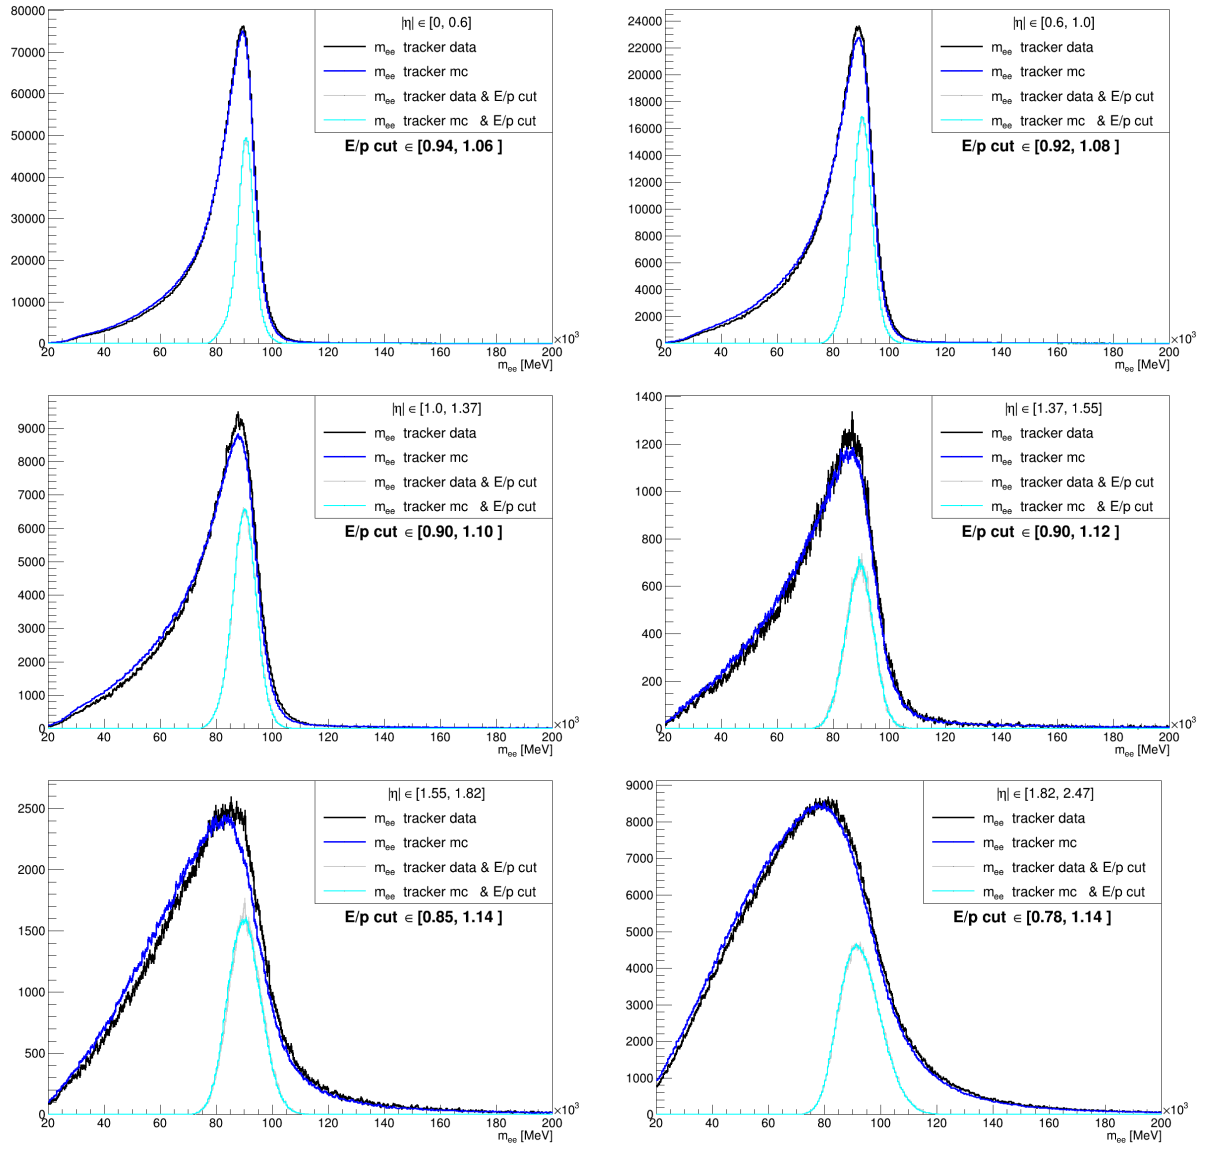 80000
70000
60000
50000
40000
30000
20000
10000
0
20 40 60 80 100 120 140 160 180 200
×10³
m_ee [MeV]
|η| ∈ [0, 0.6]
m_ee tracker data
m_ee tracker mc
m_ee tracker data & E/p cut
m_ee tracker mc & E/p cut
E/p cut ∈ [0.94, 1.06 ]
24000
22000
20000
18000
16000
14000
12000
10000
8000
6000
4000
2000
0
20 40 60 80 100 120 140 160 180 200
×10³
m_ee [MeV]
|η| ∈ [0.6, 1.0]
m_ee tracker data
m_ee tracker mc
m_ee tracker data & E/p cut
m_ee tracker mc & E/p cut
E/p cut ∈ [0.92, 1.08 ]
9000
8000
7000
6000
5000
4000
3000
2000
1000
0
20 40 60 80 100 120 140 160 180 200
×10³
m_ee [MeV]
|η| ∈ [1.0, 1.37]
m_ee tracker data
m_ee tracker mc
m_ee tracker data & E/p cut
m_ee tracker mc & E/p cut
E/p cut ∈ [0.90, 1.10 ]
1400
1200
1000
800
600
400
200
0
20 40 60 80 100 120 140 160 180 200
×10³
m_ee [MeV]
|η| ∈ [1.37, 1.55]
m_ee tracker data
m_ee tracker mc
m_ee tracker data & E/p cut
m_ee tracker mc & E/p cut
E/p cut ∈ [0.90, 1.12 ]
2500
2000
1500
1000
500
0
20 40 60 80 100 120 140 160 180 200
×10³
m_ee [MeV]
|η| ∈ [1.55, 1.82]
m_ee tracker data
m_ee tracker mc
m_ee tracker data & E/p cut
m_ee tracker mc & E/p cut
E/p cut ∈ [0.85, 1.14 ]
9000
8000
7000
6000
5000
4000
3000
2000
1000
0
20 40 60 80 100 120 140 160 180 200
×10³
m_ee [MeV]
|η| ∈ [1.82, 2.47]
m_ee tracker data
m_ee tracker mc
m_ee tracker data & E/p cut
m_ee tracker mc & E/p cut
E/p cut ∈ [0.78, 1.14 ]